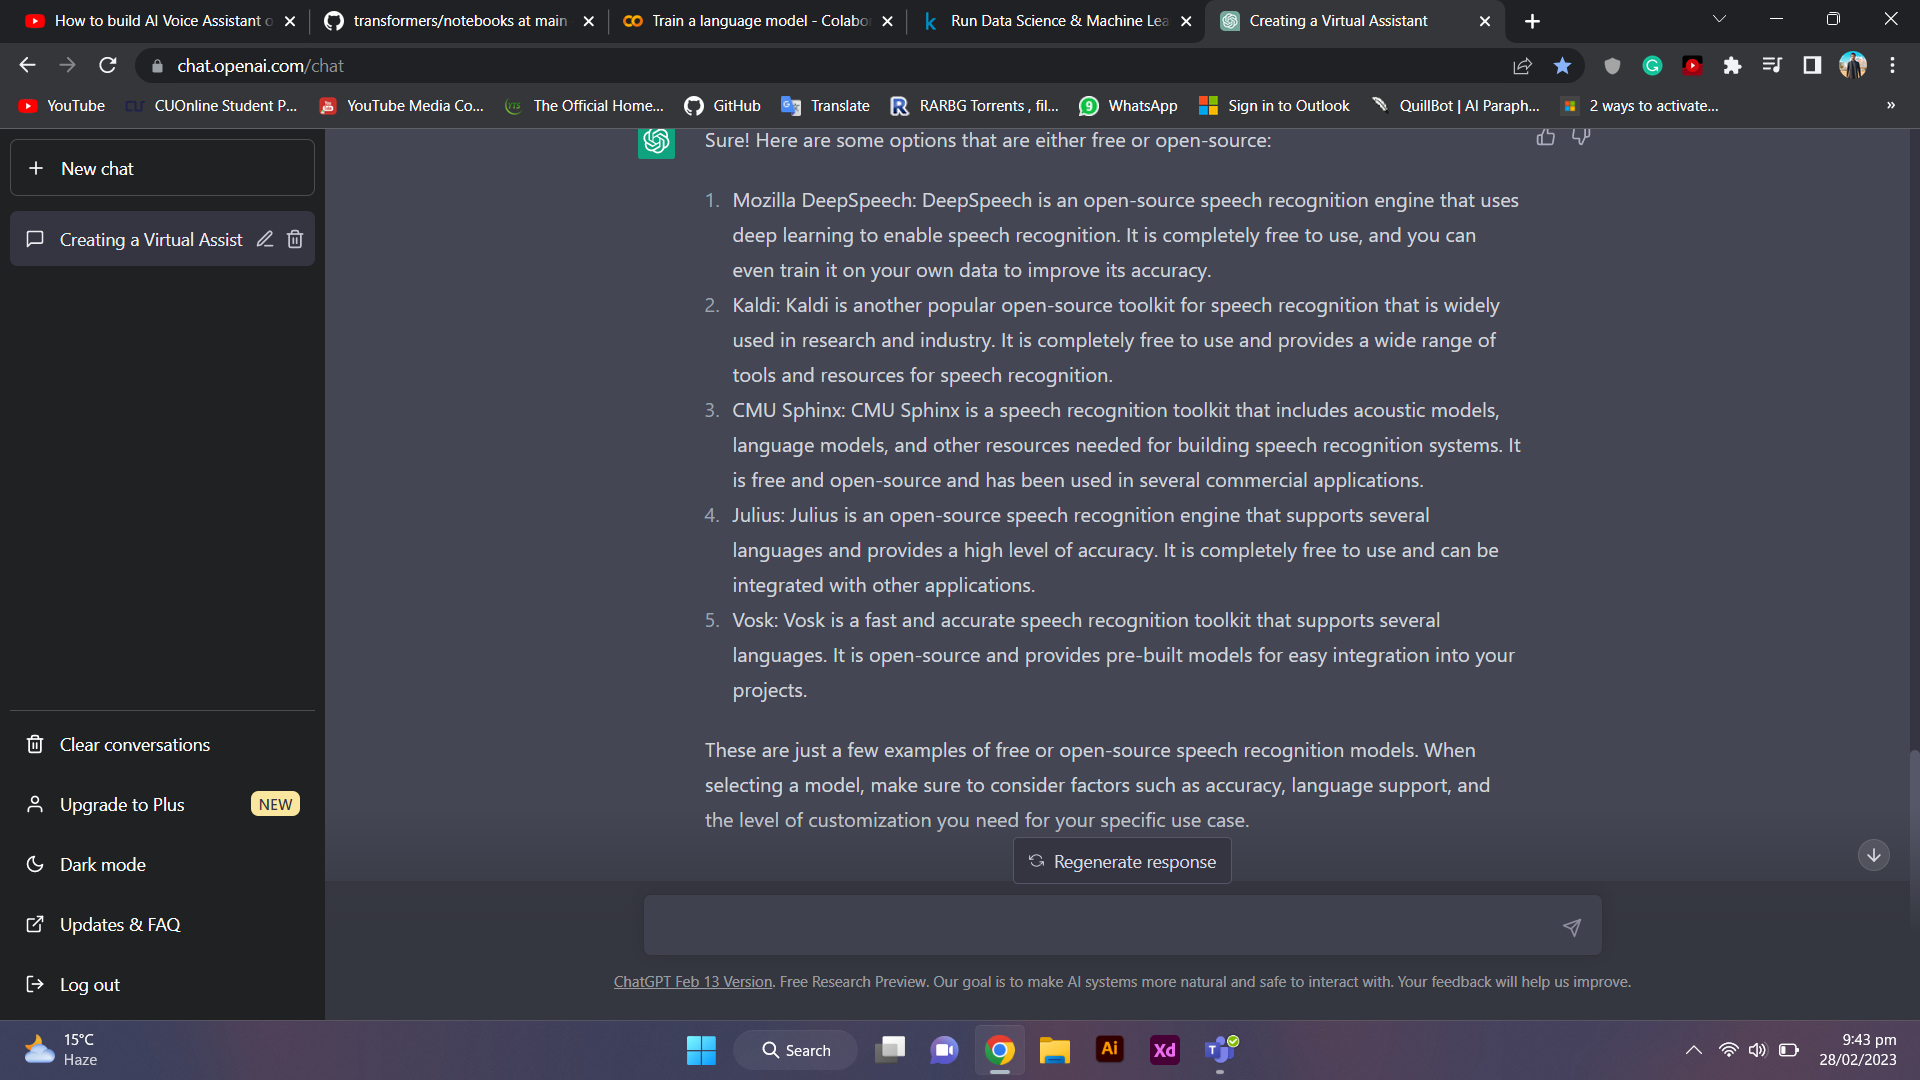 How to build AI Voice Assistant
transformers/notebooks at main
Train a language model - Colabo
Run Data Science & Machine Lea
Creating a Virtual Assistant
chat.openai.com/chat
YouTube
CUOnline Student P...
YouTube Media Co...
The Official Home...
GitHub
Translate
RARBG Torrents , fil...
9 WhatsApp
Sign in to Outlook
QuillBot | AI Paraph...
2 ways to activate...
»
New chat
Creating a Virtual Assist
Sure! Here are some options that are either free or open-source:
1. Mozilla DeepSpeech: DeepSpeech is an open-source speech recognition engine that uses
deep learning to enable speech recognition. It is completely free to use, and you can
even train it on your own data to improve its accuracy.
2. Kaldi: Kaldi is another popular open-source toolkit for speech recognition that is widely
used in research and industry. It is completely free to use and provides a wide range of
tools and resources for speech recognition.
3. CMU Sphinx: CMU Sphinx is a speech recognition toolkit that includes acoustic models,
language models, and other resources needed for building speech recognition systems. It
is free and open-source and has been used in several commercial applications.
4. Julius: Julius is an open-source speech recognition engine that supports several
languages and provides a high level of accuracy. It is completely free to use and can be
integrated with other applications.
5. Vosk: Vosk is a fast and accurate speech recognition toolkit that supports several
languages. It is open-source and provides pre-built models for easy integration into your
projects.
These are just a few examples of free or open-source speech recognition models. When
selecting a model, make sure to consider factors such as accuracy, language support, and
the level of customization you need for your specific use case.
Regenerate response
Clear conversations
Upgrade to Plus NEW
Dark mode
Updates & FAQ
Log out
ChatGPT Feb 13 Version. Free Research Preview. Our goal is to make AI systems more natural and safe to interact with. Your feedback will help us improve.
15°C
Haze
Search
Ai
Xd
9:43 pm
28/02/2023